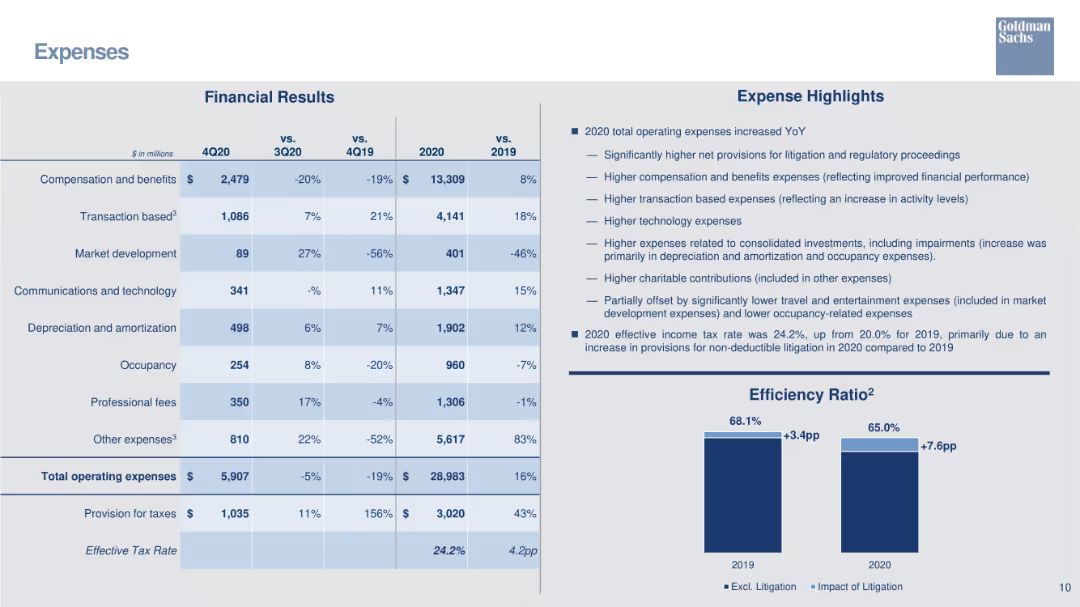 Goldman
Sachs
Expenses
Financial Results
$ in millions 4Q20 vs. 3Q20 vs. 4Q19 2020 vs. 2019
Compensation and benefits $ 2,479 -20% -19% $ 13,309 8%
Transaction based3 1,086 7% 21% 4,141 18%
Market development 89 27% -56% 401 -46%
Communications and technology 341 -% 11% 1,347 15%
Depreciation and amortization 498 6% 7% 1,902 12%
Occupancy 254 8% -20% 960 -7%
Professional fees 350 17% -4% 1,306 -1%
Other expenses3 810 22% -52% 5,617 83%
Total operating expenses $ 5,907 -5% -19% $ 28,983 16%
Provision for taxes $ 1,035 11% 156% $ 3,020 43%
Effective Tax Rate 24.2% 4.2pp
Expense Highlights
■ 2020 total operating expenses increased YoY
— Significantly higher net provisions for litigation and regulatory proceedings
— Higher compensation and benefits expenses (reflecting improved financial performance)
— Higher transaction based expenses (reflecting an increase in activity levels)
— Higher technology expenses
— Higher expenses related to consolidated investments, including impairments (increase was
primarily in depreciation and amortization and occupancy expenses).
— Higher charitable contributions (included in other expenses)
— Partially offset by significantly lower travel and entertainment expenses (included in market
development expenses) and lower occupancy-related expenses
■ 2020 effective income tax rate was 24.2%, up from 20.0% for 2019, primarily due to an
increase in provisions for non-deductible litigation in 2020 compared to 2019
Efficiency Ratio2
68.1%
+3.4pp
65.0%
+7.6pp
2019 2020
■ Excl. Litigation ■ Impact of Litigation
10